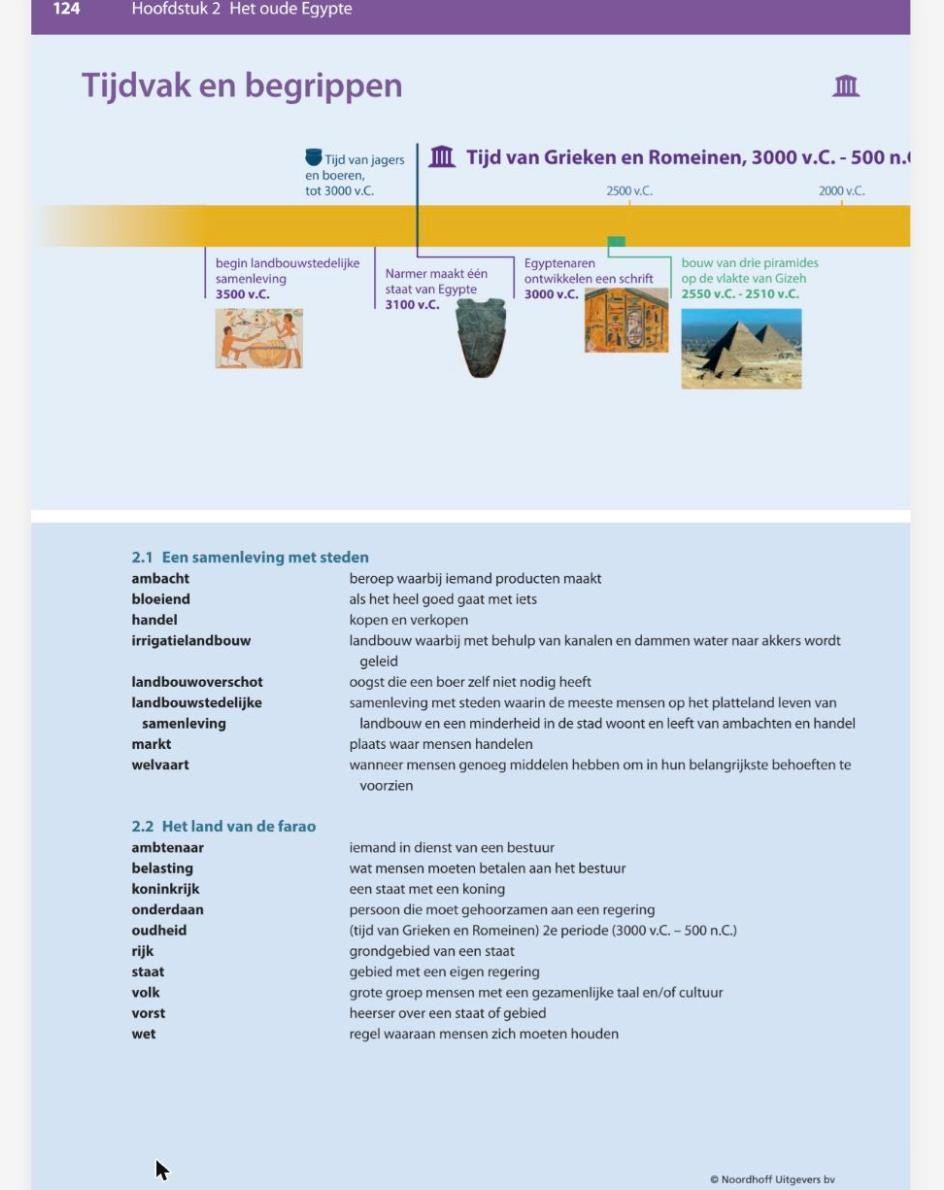 124 Hoofdstuk 2 Het oude Egypte
Tijdvak en begrippen
Tijd van jagers
en boeren,
tot 3000 v.C.
Tijd van Grieken en Romeinen, 3000 v.C. - 500 n.
2500 v.C.
2000 v.C.
begin landbouwstedelijke
samenleving
3500 v.C.
Narmer maakt één
staat van Egypte
3100 v.C.
Egyptenaren
ontwikkelen een schrift
3000 v.C.
bouw van drie piramides
op de vlakte van Gizeh
2550 v.C. - 2510 v.C.
2.1 Een samenleving met steden
ambacht beroep waarbij iemand producten maakt
bloeiend als het heel goed gaat met iets
handel kopen en verkopen
irrigatielandbouw landbouw waarbij met behulp van kanalen en dammen water naar akkers wordt
geleid
landbouwoverschot oogst die een boer zelf niet nodig heeft
landbouwstedelijke samenleving met steden waarin de meeste mensen op het platteland leven van
samenleving landbouw en een minderheid in de stad woont en leeft van ambachten en handel
markt plaats waar mensen handelen
welvaart wanneer mensen genoeg middelen hebben om in hun belangrijkste behoeften te
voorzien
2.2 Het land van de farao
ambtenaar iemand in dienst van een bestuur
belasting wat mensen moeten betalen aan het bestuur
koninkrijk een staat met een koning
onderdaan persoon die moet gehoorzamen aan een regering
oudheid (tijd van Grieken en Romeinen) 2e periode (3000 v.C. – 500 n.C.)
rijk grondgebied van een staat
staat gebied met een eigen regering
volk grote groep mensen met een gezamenlijke taal en/of cultuur
vorst heerser over een staat of gebied
wet regel waaraan mensen zich moeten houden
© Noordhoff Uitgevers bv